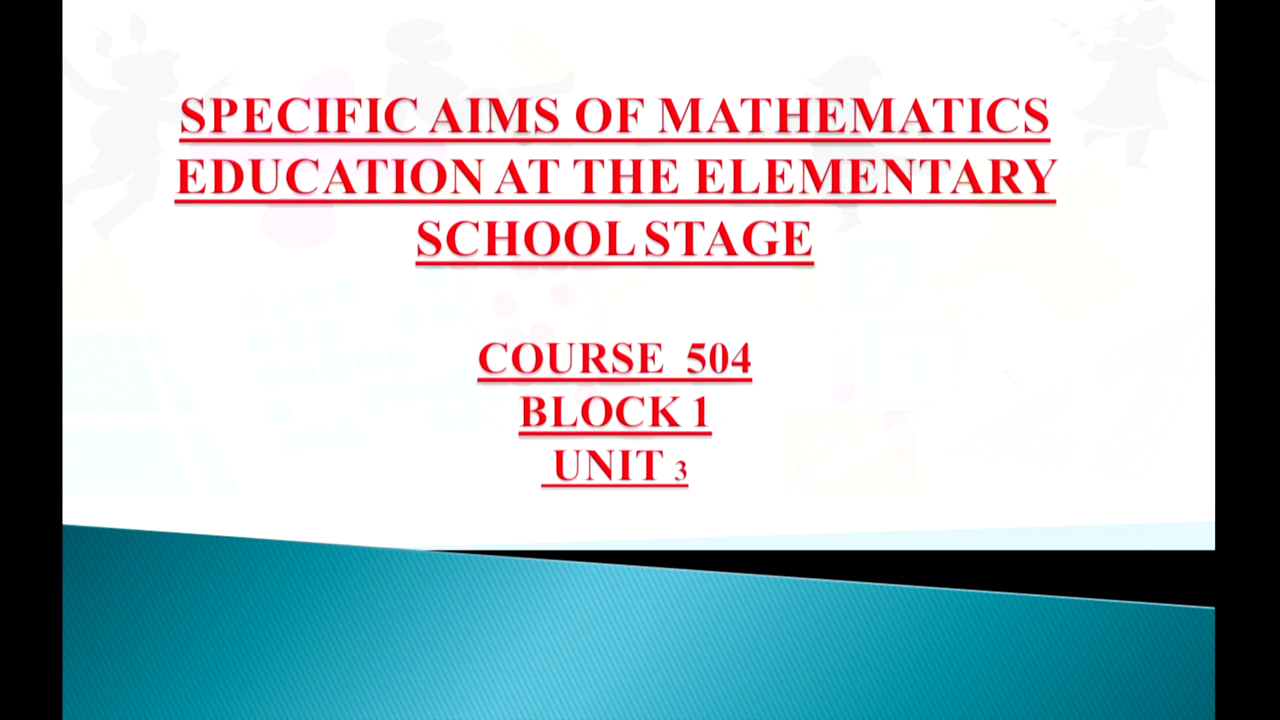 SPECIFIC AIMS OF MATHEMATICS
EDUCATION AT THE ELEMENTARY
SCHOOL STAGE
COURSE 504
BLOCK 1
UNIT 3